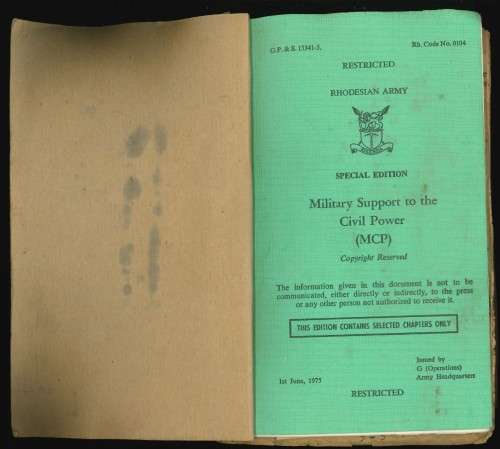 G.P. & S. 15341-5.
Rh. Code No. 0104
RESTRICTED
RHODESIAN ARMY
SPECIAL EDITION
Military Support to the
Civil Power
(MCP)
Copyright Reserved
The information given in this document is not to be
communicated, either directly or indirectly, to the press
or any other person not authorized to receive it.
THIS EDITION CONTAINS SELECTED CHAPTERS ONLY
Issued by
G (Operations)
Army Headquarters
1st June, 1975
RESTRICTED